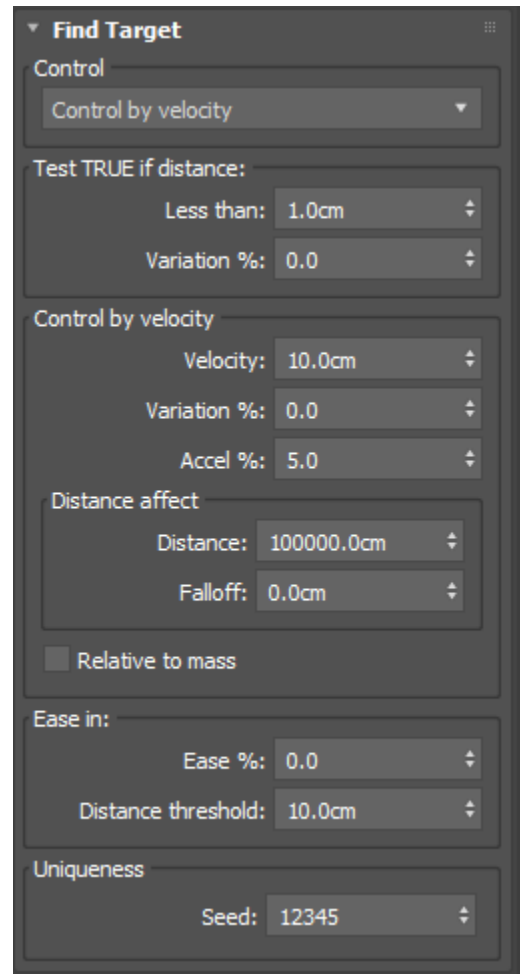 Find Target
Control
Control by velocity
Test TRUE if distance:
Less than: 1.0cm
Variation %: 0.0
Control by velocity
Velocity: 10.0cm
Variation %: 0.0
Accel %: 5.0
Distance affect
Distance: 100000.0cm
Falloff: 0.0cm
Relative to mass
Ease in:
Ease %: 0.0
Distance threshold: 10.0cm
Uniqueness
Seed: 12345